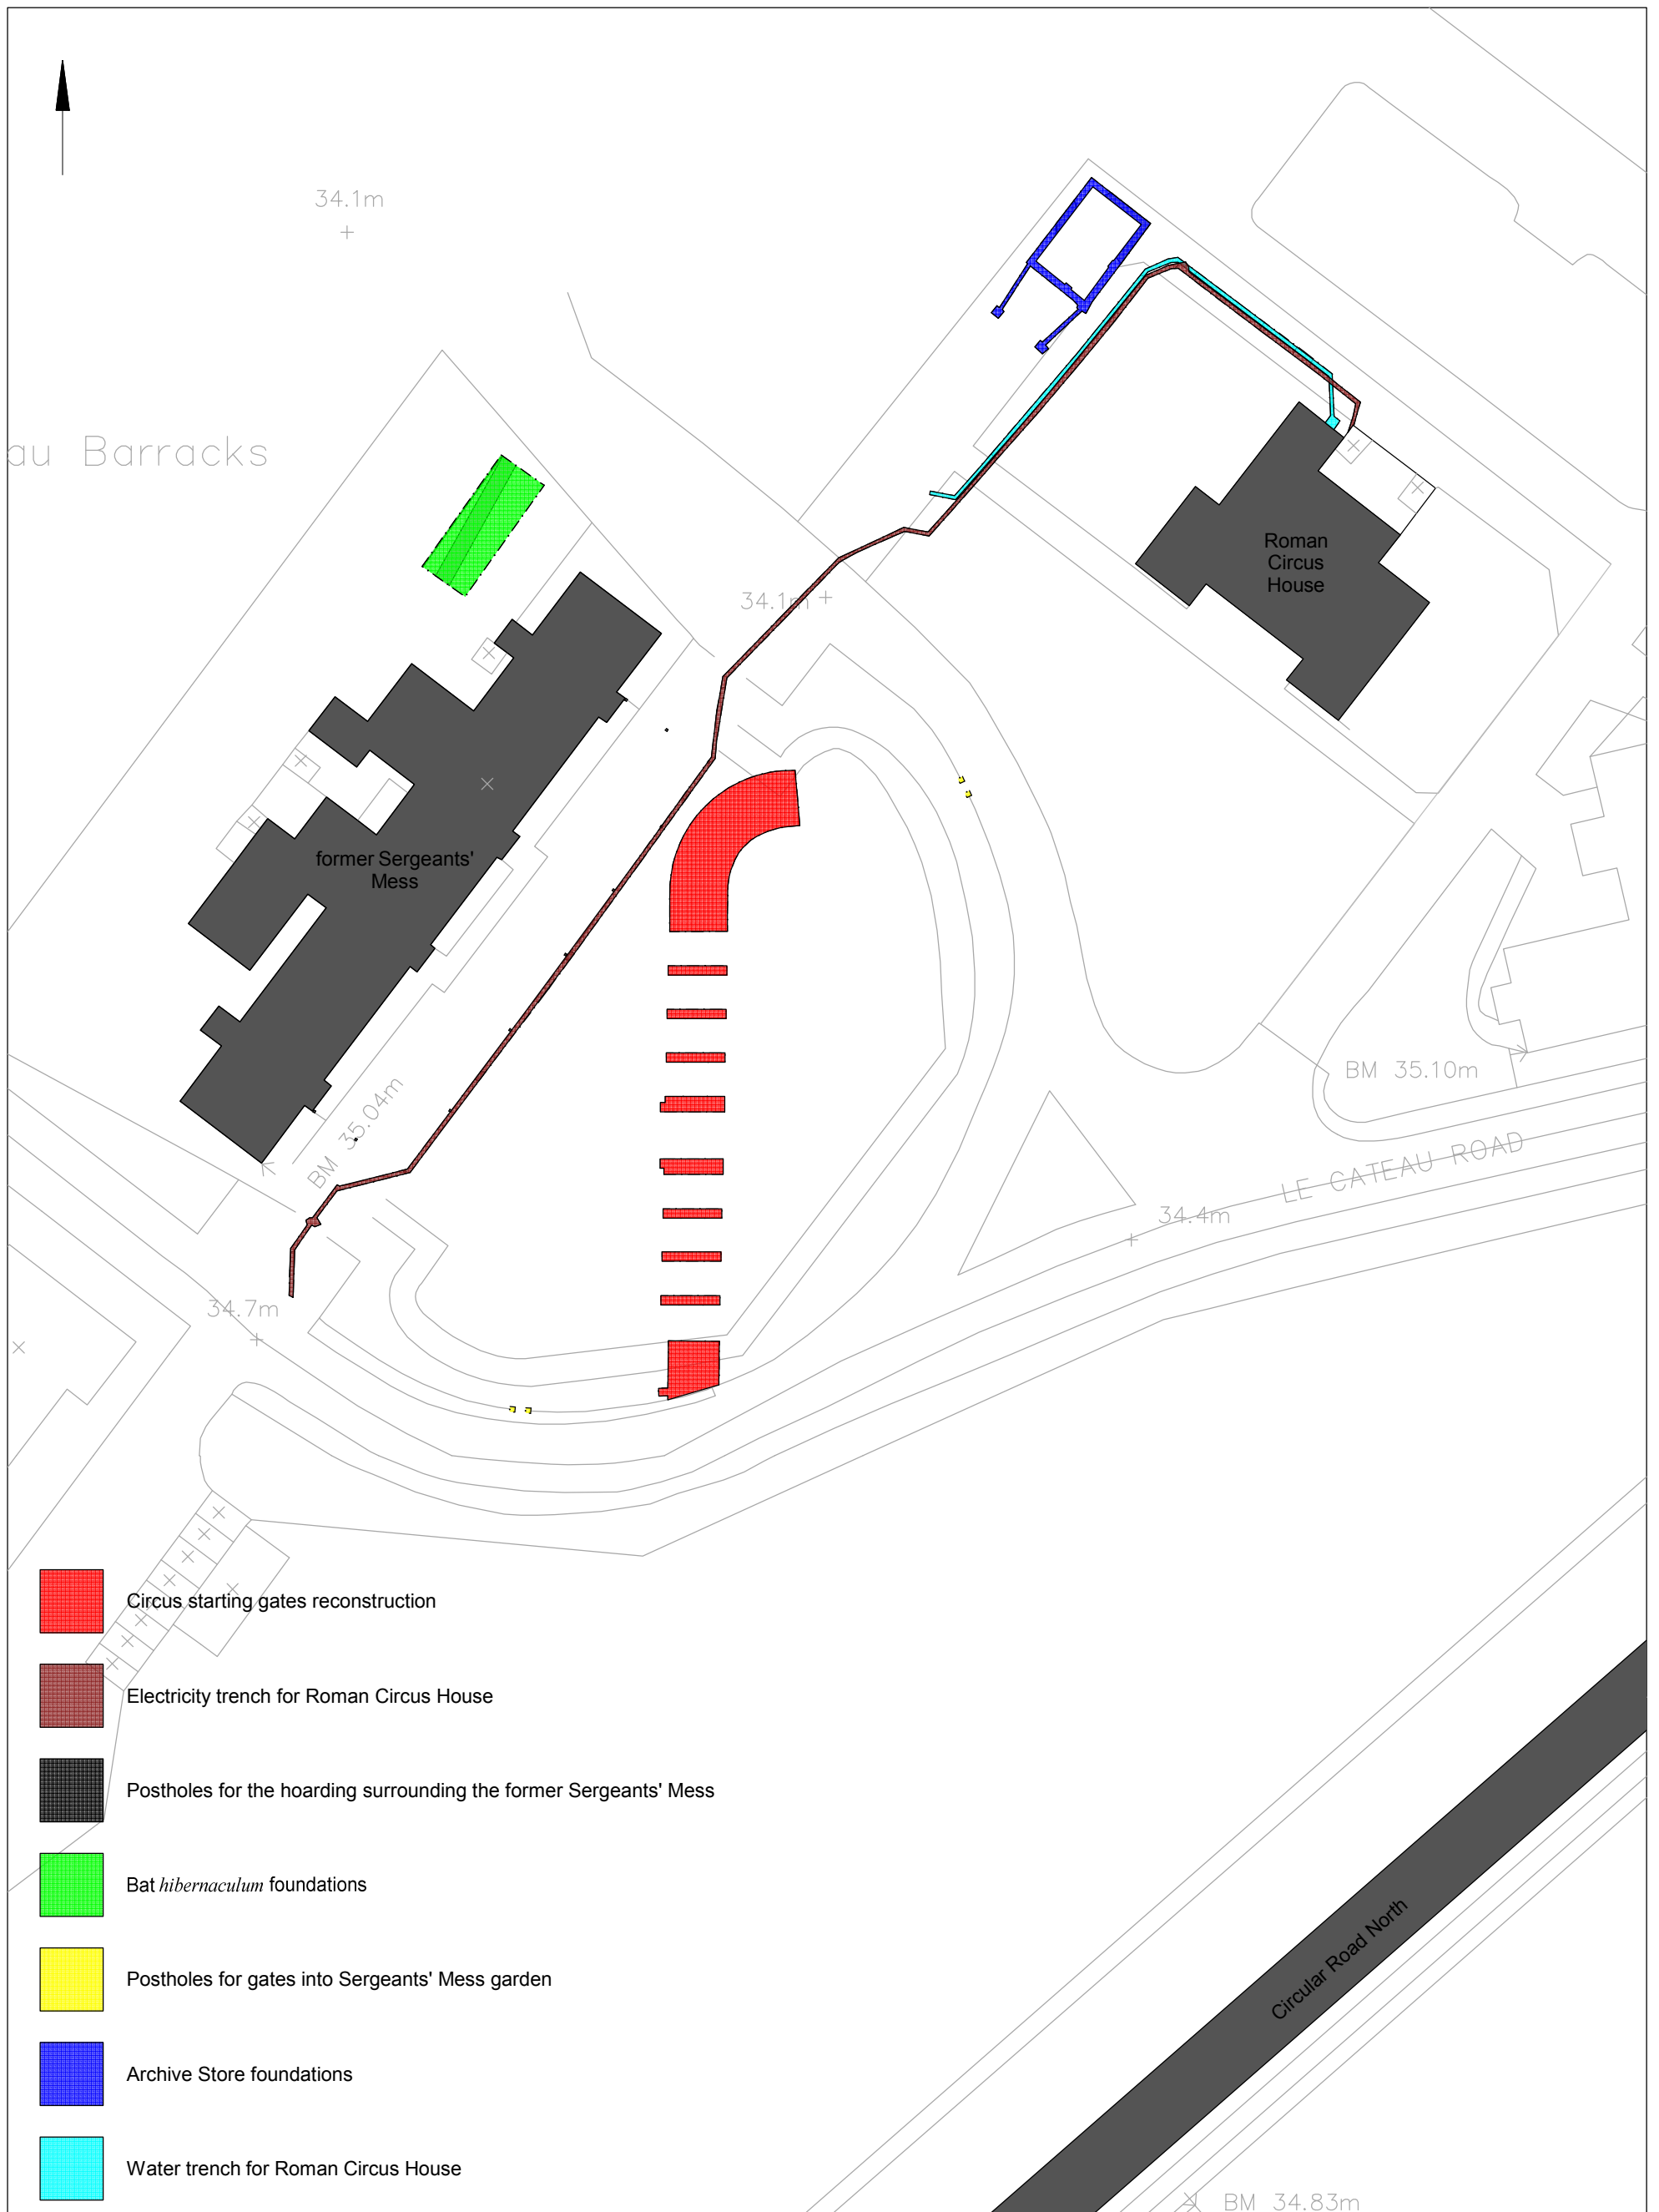 34.1m
au Barracks
Roman
Circus
House
34.1m
former Sergeants'
Mess
BM 35.10m
BM 35.04m
LE CATEAU ROAD
34.4m
34.7m
Circus starting gates reconstruction
Electricity trench for Roman Circus House
Postholes for the hoarding surrounding the former Sergeants' Mess
Bat hibernaculum foundations
Postholes for gates into Sergeants' Mess garden
Circular Road North
Archive Store foundations
Water trench for Roman Circus House
BM 34.83m